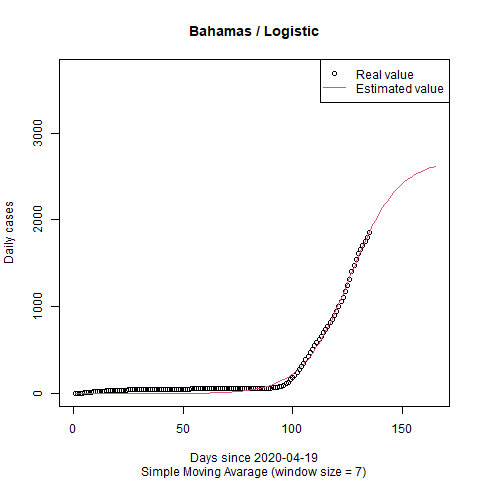 Bahamas / Logistic
Real value
Estimated value
Daily cases
3000
2000
1000
0
0
50
100
150
Days since 2020-04-19
Simple Moving Avarage (window size = 7)